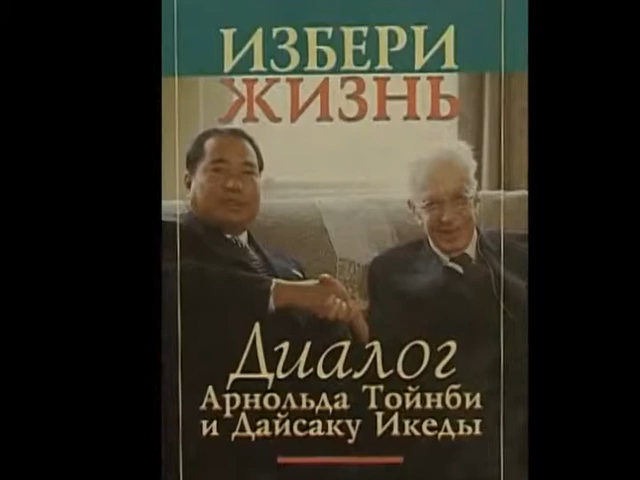 ИЗБЕРИ
ЖИЗНЬ
Диалог
Арнольда Тойнби
и Дайсаку Икеды